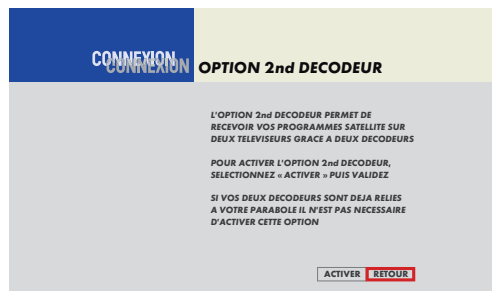 CONNEXION
CONNEXION
OPTION 2nd DECODEUR
L'OPTION 2nd DECODEUR PERMET DE
RECEVOIR VOS PROGRAMMES SATELLITE SUR
DEUX TELEVISEURS GRACE A DEUX DECODEURS
POUR ACTIVER L'OPTION 2nd DECODEUR,
SELECTIONNEZ « ACTIVER » PUIS VALIDEZ
SI VOS DEUX DECODEURS SONT DEJA RELIES
A VOTRE PARABOLE IL N'EST PAS NECESSAIRE
D'ACTIVER CETTE OPTION
ACTIVER RETOUR